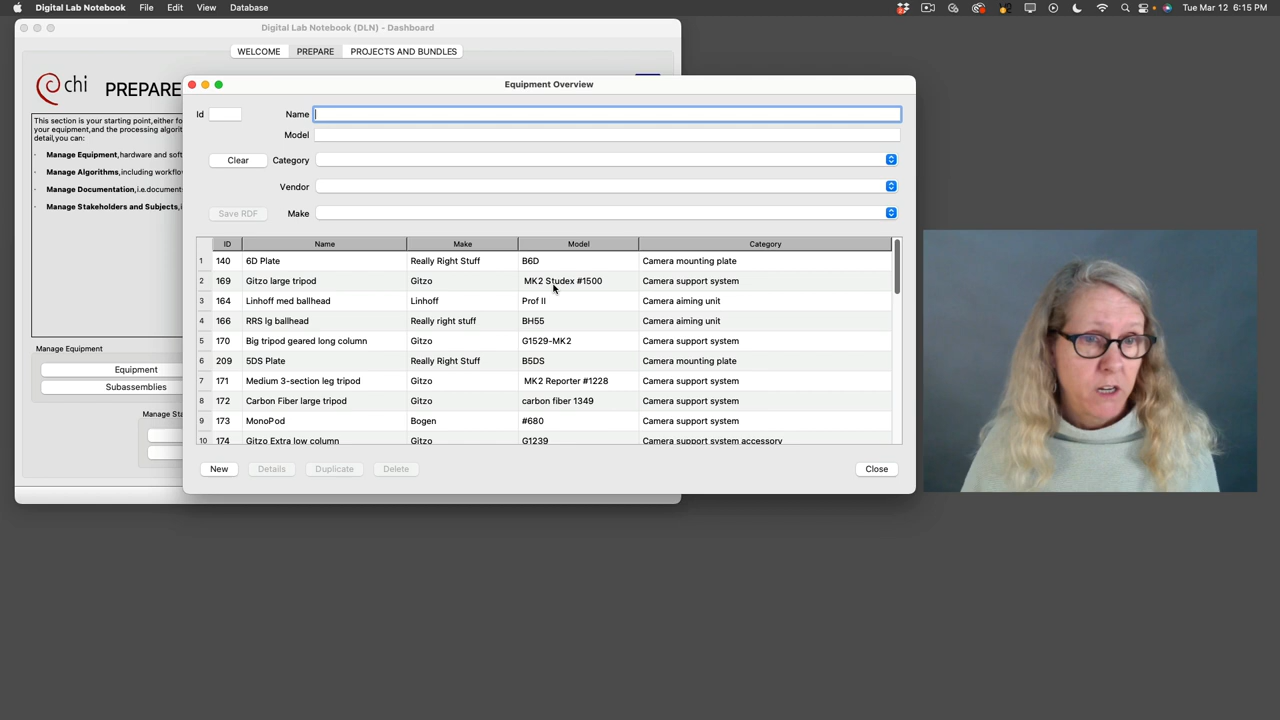 Digital Lab Notebook File Edit View Database
Tue Mar 12 6:15 PM
Digital Lab Notebook (DLN) - Dashboard
WELCOME PREPARE PROJECTS AND BUNDLES
chi PREPARE
This section is your starting point,either fo
your equipment,and the processing algorit
detail,you can:
· Manage Equipment,hardware and soft
· Manage Algorithms,including workflow
· Manage Documentation,i.e.document
· Manage Stakeholders and Subjects,i
Manage Equipment
Equipment
Subassemblies
Manage Sta
Equipment Overview
Id Name
Model
Clear Category
Vendor
Save RDF Make
ID Name Make Model Category
1 140 6D Plate Really Right Stuff B6D Camera mounting plate
2 169 Gitzo large tripod Gitzo MK2 Studex #1500 Camera support system
3 164 Linhoff med ballhead Linhoff Prof II Camera aiming unit
4 166 RRS lg ballhead Really right stuff BH55 Camera aiming unit
5 170 Big tripod geared long column Gitzo G1529-MK2 Camera support system
6 209 5DS Plate Really Right Stuff B5DS Camera mounting plate
7 171 Medium 3-section leg tripod Gitzo MK2 Reporter #1228 Camera support system
8 172 Carbon Fiber large tripod Gitzo carbon fiber 1349 Camera support system
9 173 MonoPod Bogen #680 Camera support system
10 174 Gitzo Extra low column Gitzo G1239 Camera support system accessory
New Details Duplicate Delete Close